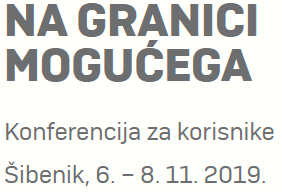 NA GRANICI
MOGUĆEGA
Konferencija za korisnike
Šibenik, 6. – 8. 11. 2019.